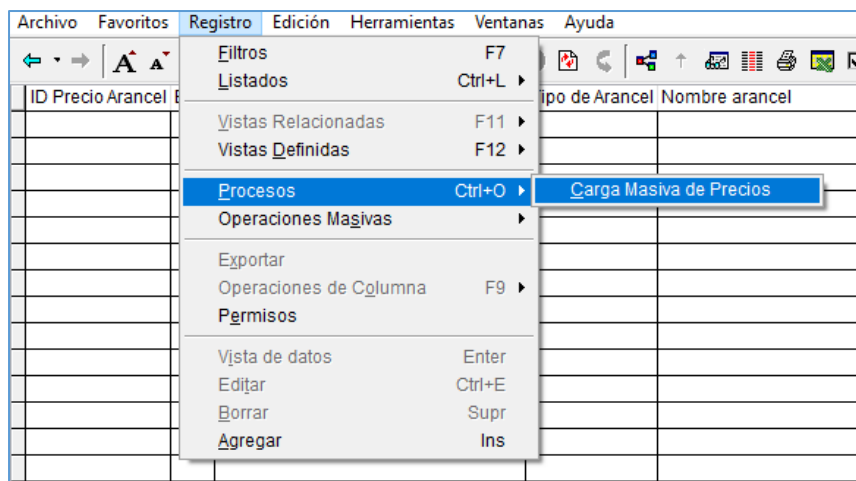 Archivo Favoritos Registro Edición Herramientas Ventanas Ayuda
A A
ID Precio Arancel Tipo de Arancel Nombre arancel
Filtros F7
Listados Ctrl+L
Vistas Relacionadas F11
Vistas Definidas F12
Procesos Ctrl+O Carga Masiva de Precios
Operaciones Masivas
Exportar
Operaciones de Columna F9
Permisos
Vista de datos Enter
Editar Ctrl+E
Borrar Supr
Agregar Ins